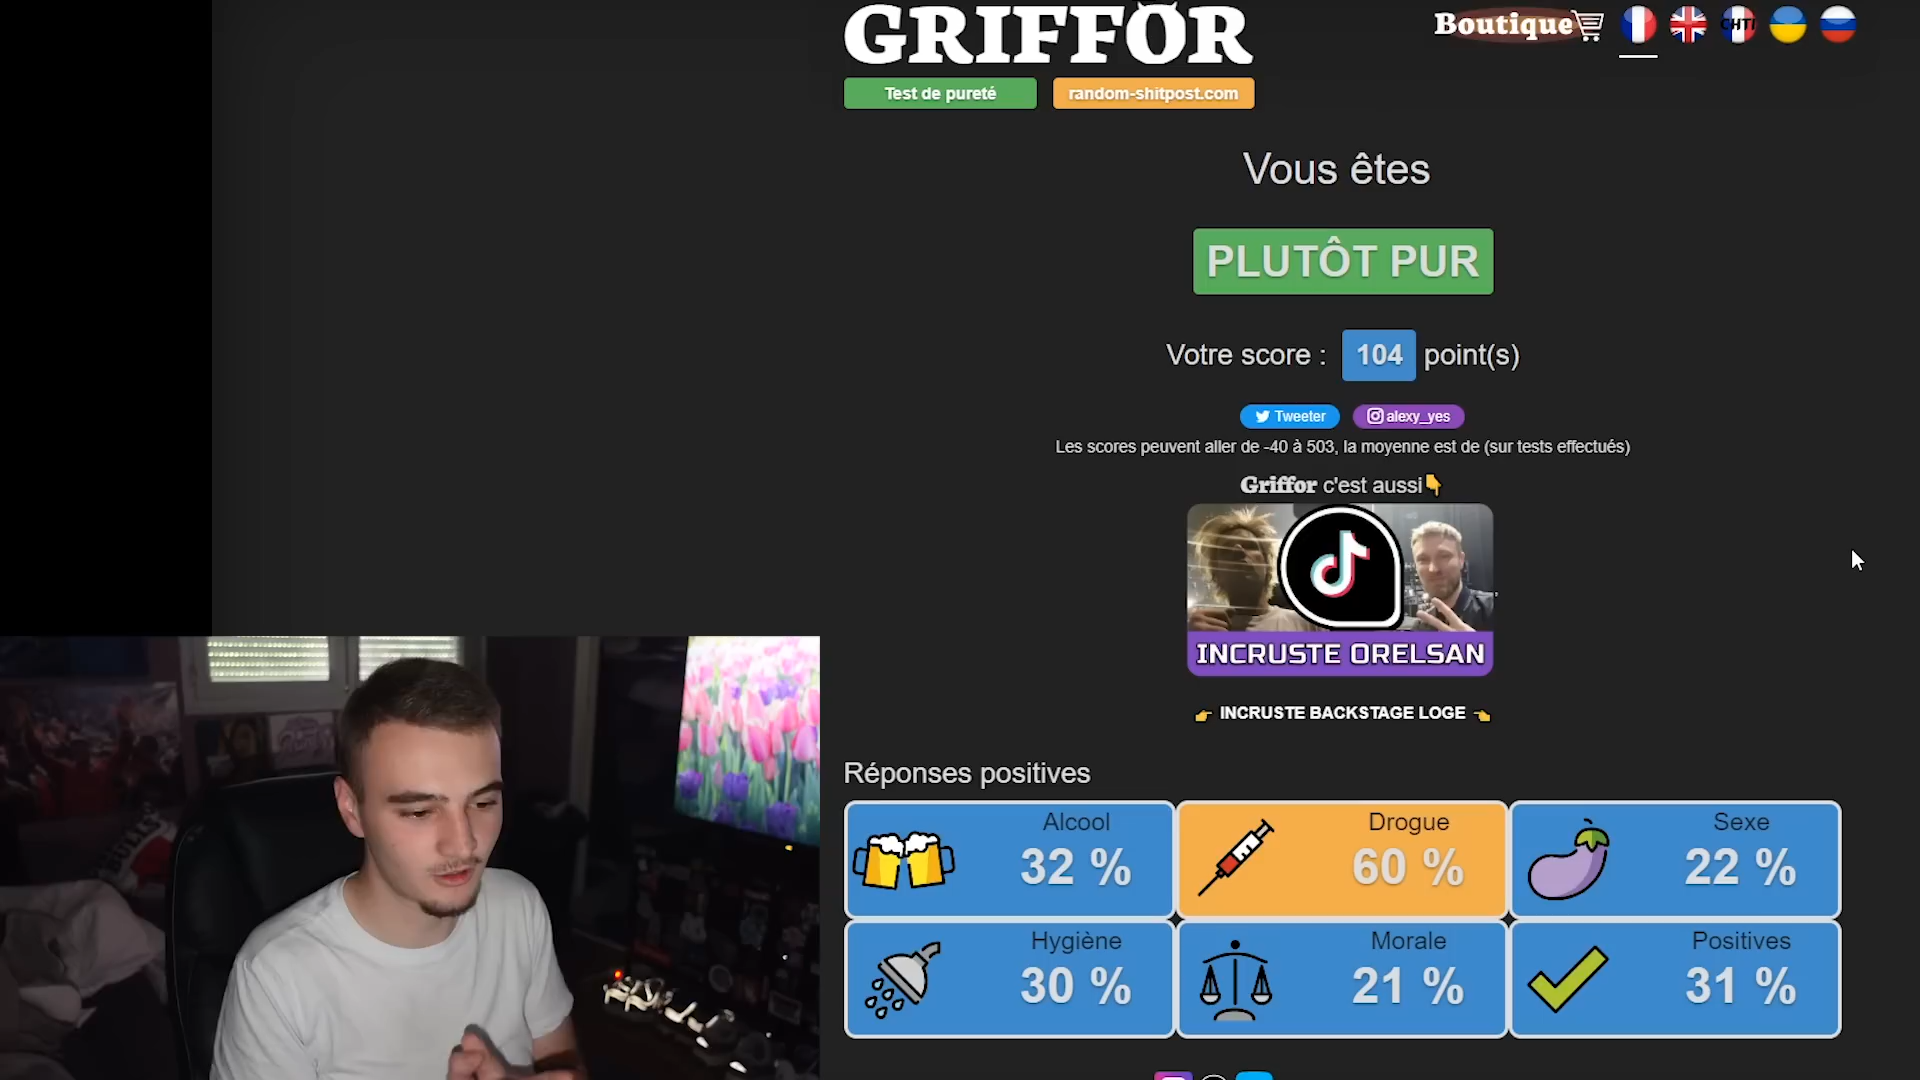 GRIFFOR
Boutique
CHTI
Test de pureté
random-shitpost.com
Vous êtes
PLUTÔT PUR
Votre score : 104 point(s)
Tweeter
alexy_yes
Les scores peuvent aller de -40 à 503, la moyenne est de (sur tests effectués)
Griffor c'est aussi
INCRUSTE ORELSAN
INCRUSTE BACKSTAGE LOGE
Réponses positives
Alcool
32 %
Drogue
60 %
Sexe
22 %
Hygiène
30 %
Morale
21 %
Positives
31 %
BULLS